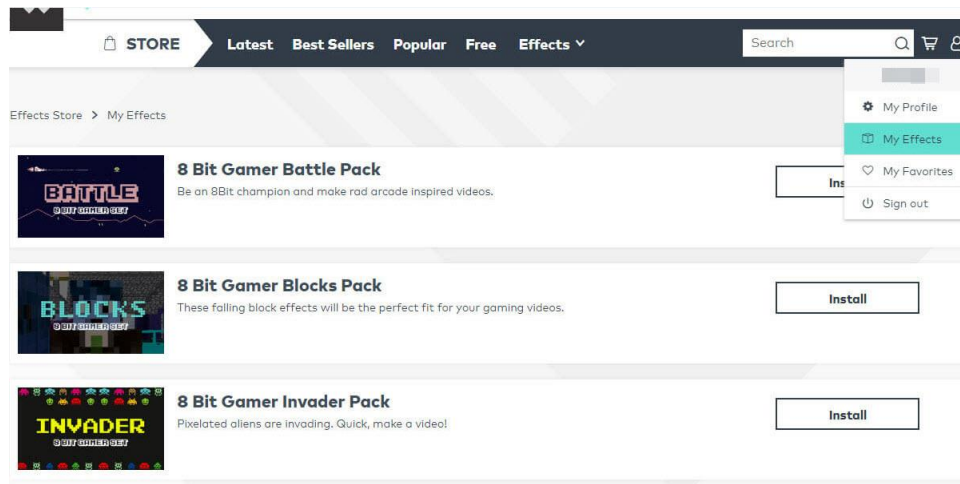 STORE
Latest Best Sellers Popular Free Effects
Search
My Profile
My Effects
My Favorites
Sign out
Effects Store > My Effects
BATTLE
8 BIT GAMER SET
8 Bit Gamer Battle Pack
Be an 8Bit champion and make rad arcade inspired videos.
BLOCKS
8 BIT GAMER SET
8 Bit Gamer Blocks Pack
These falling block effects will be the perfect fit for your gaming videos.
Install
INVADER
8 BIT GAMER SET
8 Bit Gamer Invader Pack
Pixelated aliens are invading. Quick, make a video!
Install